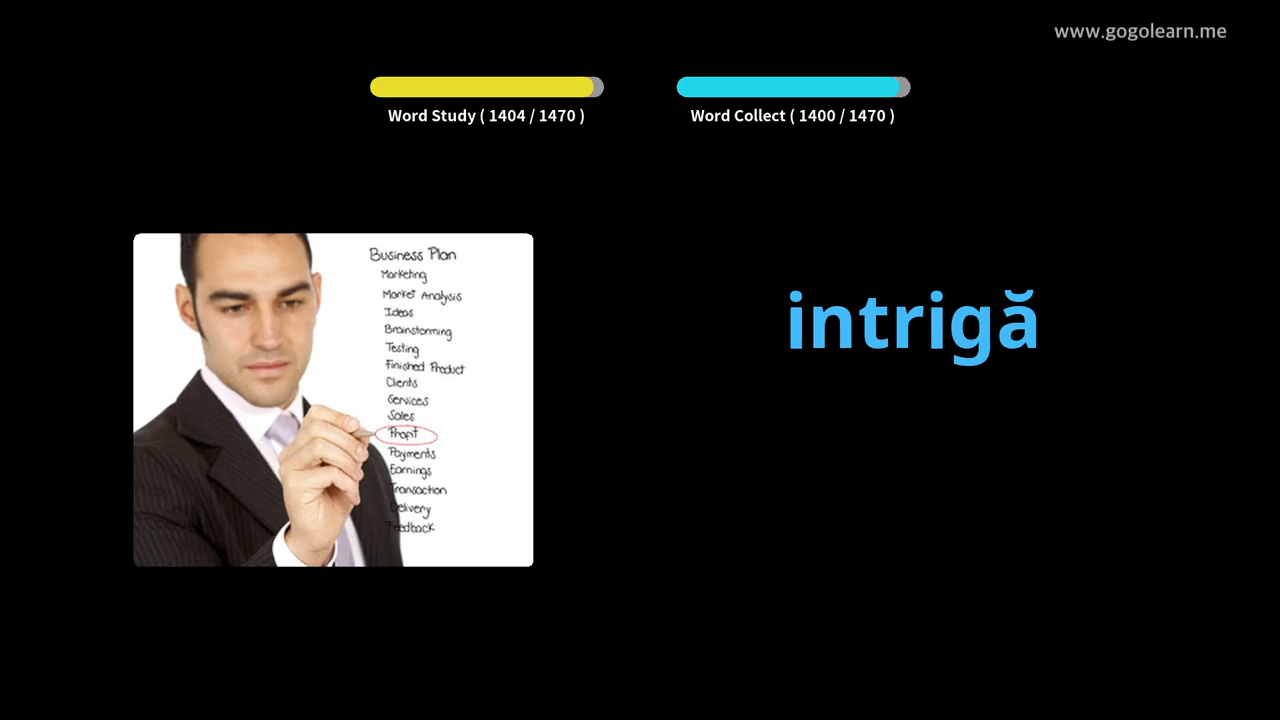 www.gogolearn.me
Word Study ( 1404 / 1470 )
Word Collect ( 1400 / 1470 )
Business Plan
Marketing
Market Analysis
Ideas
Brainstorming
Testing
Finished Product
Clients
Services
Sales
Profit
Payments
Earnings
Transaction
Delivery
Feedback
intrigă